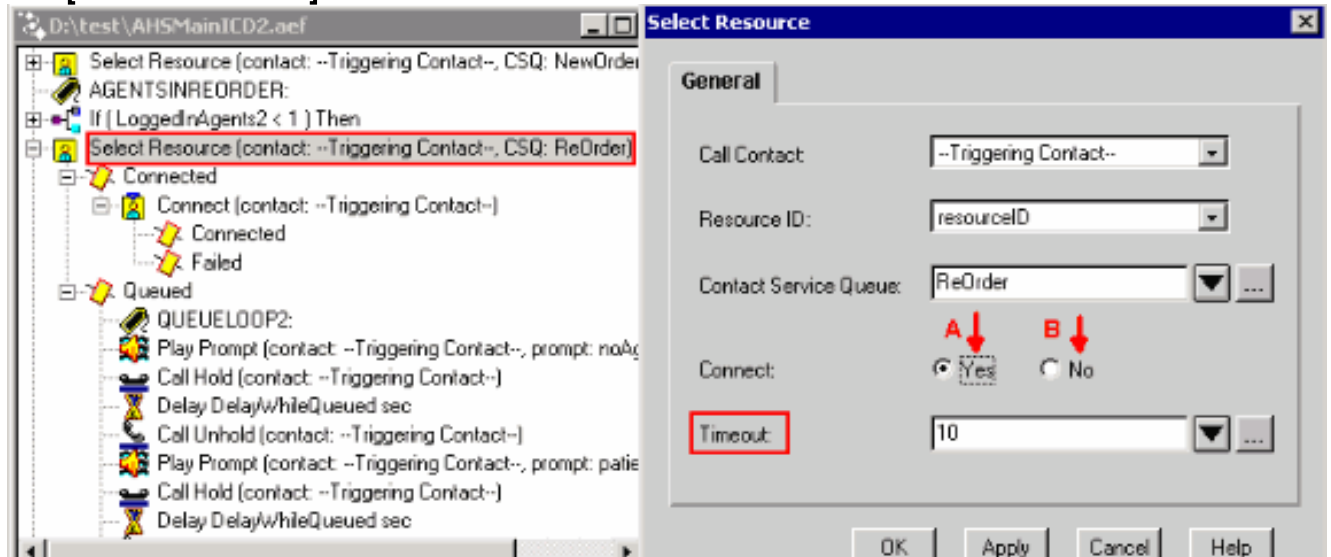 D:\test\AHSMainICD2.aef
Select Resource (contact: --Triggering Contact--, CSQ: NewOrder
AGENTSINREORDER:
If ( LoggedInAgents2 < 1 ) Then
Select Resource (contact: --Triggering Contact--, CSQ: ReOrder)
Connected
Connect (contact: --Triggering Contact--)
Connected
Failed
Queued
QUEUELOOP2:
Play Prompt (contact: --Triggering Contact--, prompt: noAg
Call Hold (contact: --Triggering Contact--)
Delay DelayWhileQueued sec
Call Unhold (contact: --Triggering Contact--)
Play Prompt (contact: --Triggering Contact--, prompt: patie
Call Hold (contact: --Triggering Contact--)
Delay DelayWhileQueued sec
Select Resource
General
Call Contact: --Triggering Contact--
Resource ID: resourceID
Contact Service Queue: ReOrder ...
A B
Connect: Yes No
Timeout: 10 ...
OK Apply Cancel Help